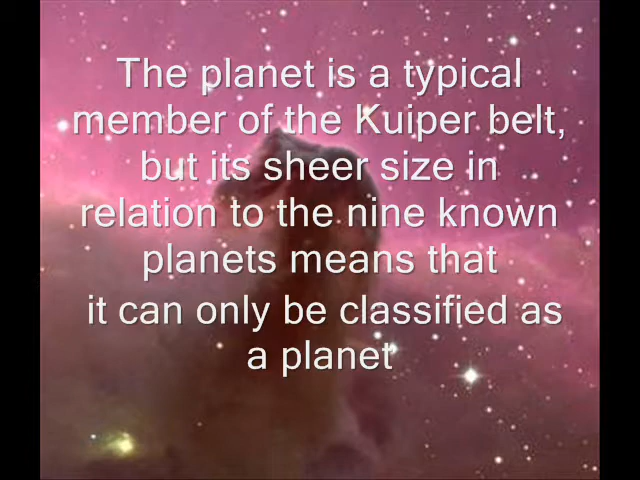 The planet is a typical
member of the Kuiper belt,
but its sheer size in
relation to the nine known
planets means that
it can only be classified as
a planet